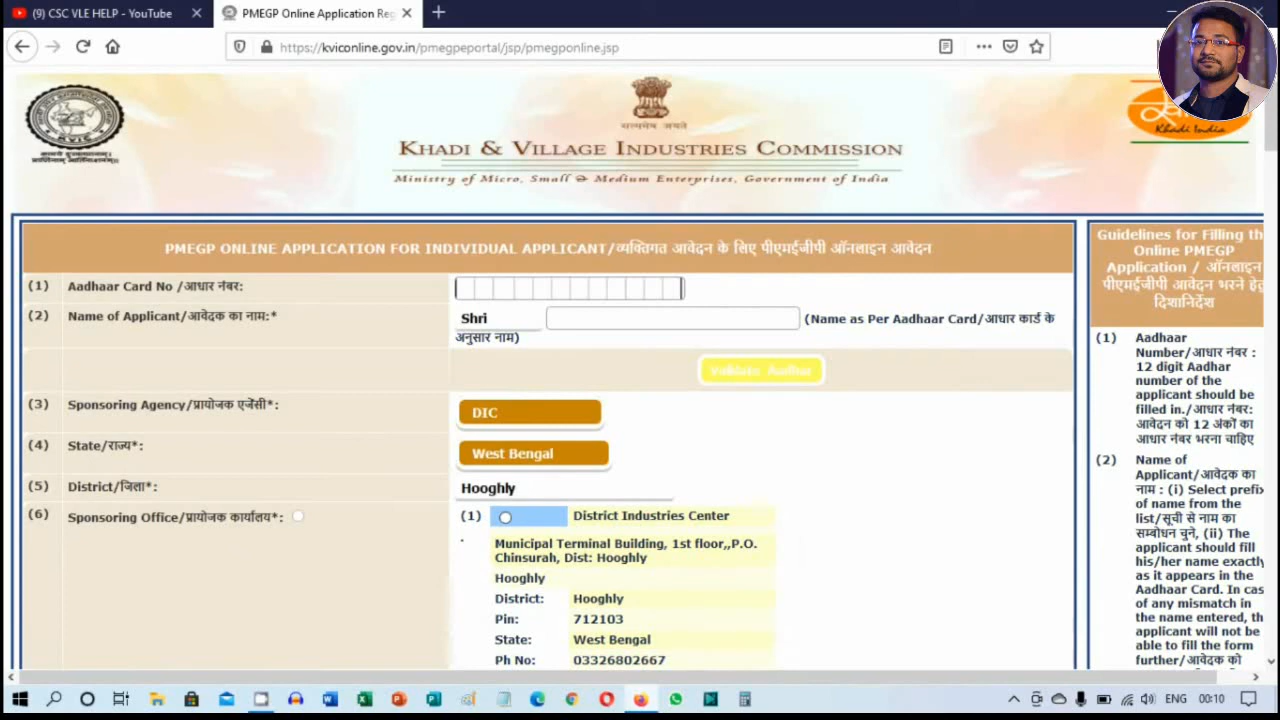 (9) CSC VLE HELP - YouTube
PMEGP Online Application Reg
https://kviconline.gov.in/pmegpeportal/jsp/pmegponline.jsp
सत्यमेव जयते
KHADI & VILLAGE INDUSTRIES COMMISSION
Ministry of Micro, Small & Medium Enterprises, Government of India
Khadi India
PMEGP ONLINE APPLICATION FOR INDIVIDUAL APPLICANT/व्यक्तिगत आवेदन के लिए पीएमईजीपी ऑनलाइन आवेदन
(1) Aadhaar Card No /आधार नंबर:
(2) Name of Applicant/आवेदक का नाम:*
Shri
(Name as Per Aadhaar Card/आधार कार्ड के
अनुसार नाम)
Validate Aadhar
(3) Sponsoring Agency/प्रायोजक एजेंसी*:
DIC
(4) State/राज्य*:
West Bengal
(5) District/जिला*:
Hooghly
(6) Sponsoring Office/प्रायोजक कार्यालय*:
(1) District Industries Center
Municipal Terminal Building, 1st floor,,P.O.
Chinsurah, Dist: Hooghly
Hooghly
District: Hooghly
Pin: 712103
State: West Bengal
Ph No: 03326802667
Guidelines for Filling th
Online PMEGP
Application / ऑनलाइन
पीएमईजीपी आवेदन भरने हेतु
दिशानिर्देश
(1) Aadhaar
Number/आधार नंबर :
12 digit Aadhar
number of the
applicant should be
filled in./आधार नंबर:
आवेदन को 12 अंकों का
आधार नंबर भरना चाहिए
(2) Name of
Applicant/आवेदक का
नाम : (i) Select prefix
of name from the
list/सूची से नाम का
सम्बोधन चुने, (ii) The
applicant should fill
his/her name exactly
as it appears in the
Aadhaar Card. In cas
of any mismatch in
the name entered, th
applicant will not be
able to fill the form
further/आवेदक को
ENG 00:10